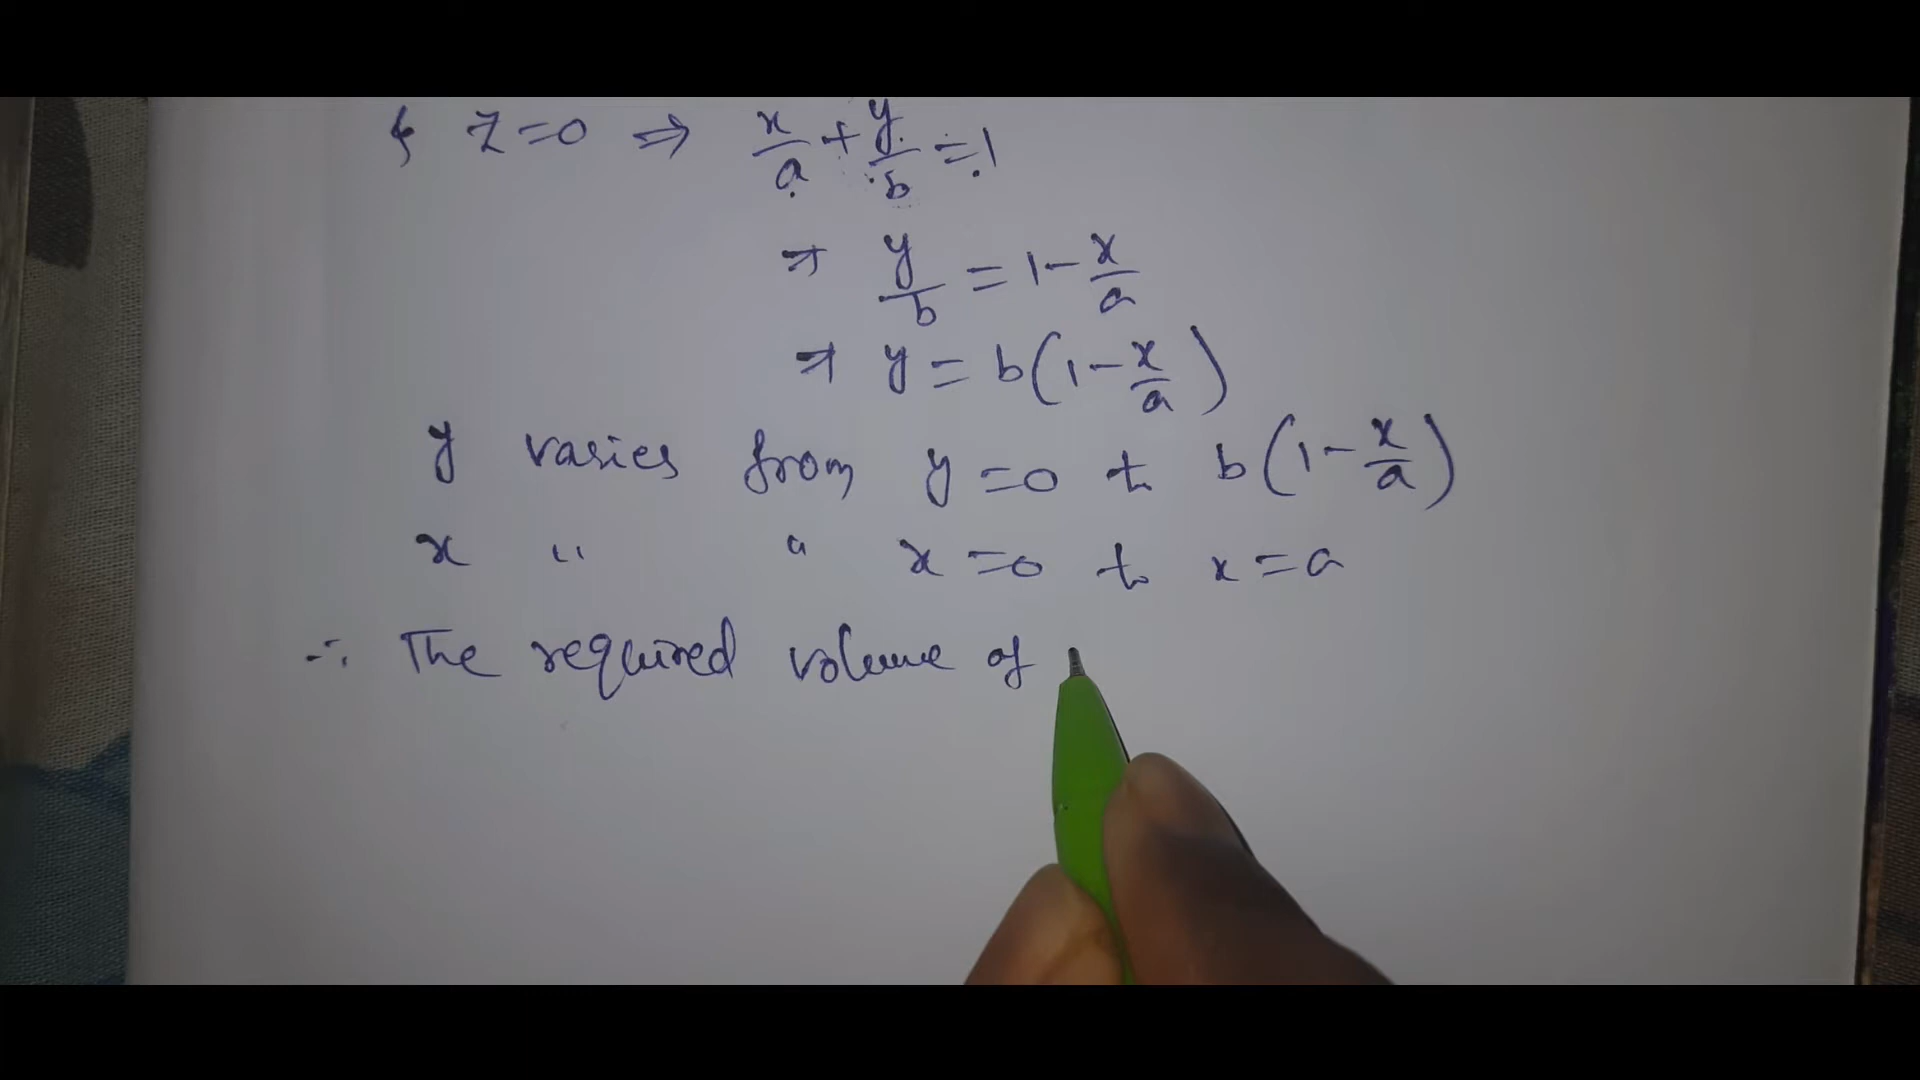 & z=0 ⇒ x/a + y/b = 1
⇒ y/b = 1 - x/a
⇒ y = b(1 - x/a)
y varies from y=0 to b(1 - x/a)
x " " x=0 to x=a
∴ The required volume of